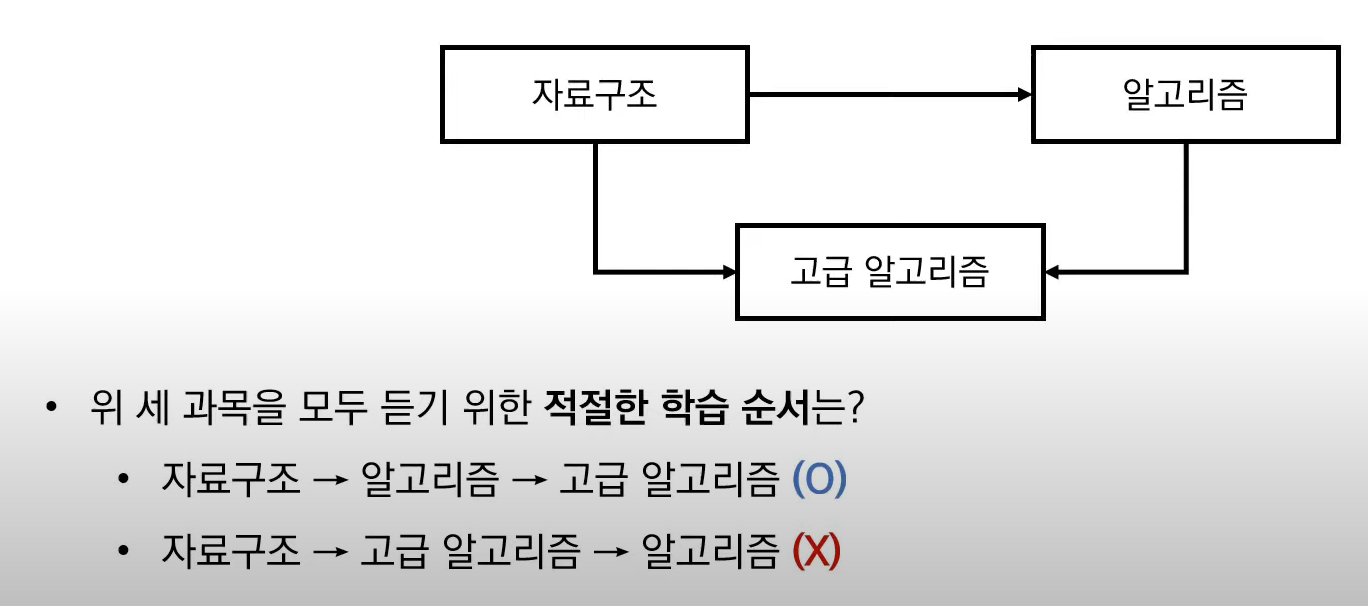 자료구조
알고리즘
고급 알고리즘
• 위 세 과목을 모두 듣기 위한 적절한 학습 순서는?
• 자료구조 → 알고리즘 → 고급 알고리즘 (O)
• 자료구조 → 고급 알고리즘 → 알고리즘 (X)